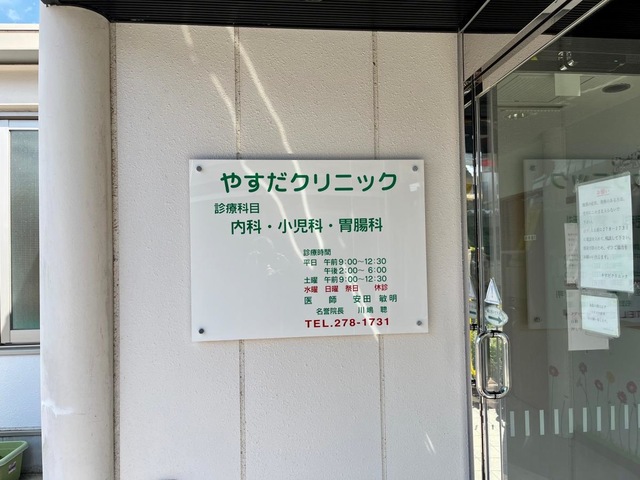 やすだクリニック
診療科目
内科・小児科・胃腸科
診療時間
平日 午前9:00〜12:30
午後2:00〜6:00
土曜 午前9:00〜12:30
水曜 日曜 祭日 休診
医師 安田 敏明
名誉院長 川嶋 聴
TEL.278-1731